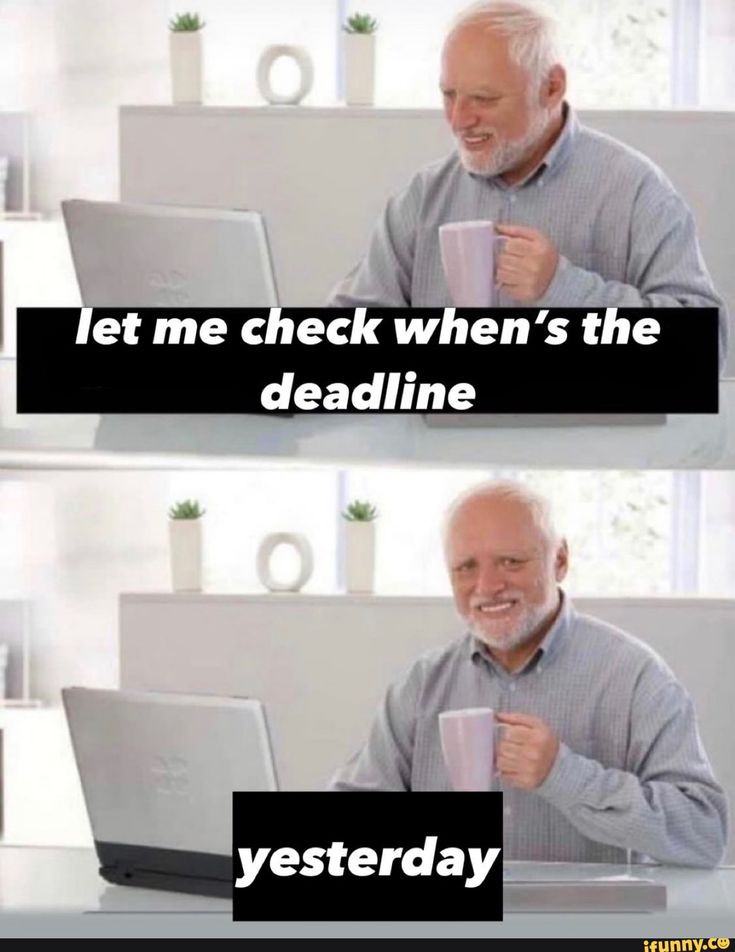 let me check when's the
deadline
yesterday
ifunny.co